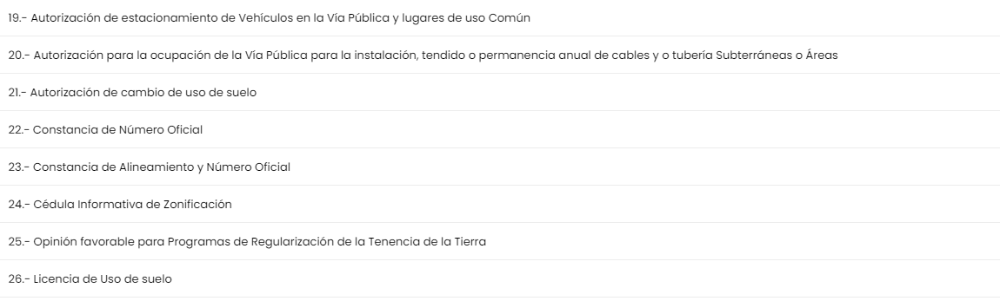 19.- Autorización de estacionamiento de Vehículos en la Vía Pública y lugares de uso Común
20.- Autorización para la ocupación de la Vía Pública para la instalación, tendido o permanencia anual de cables y o tubería Subterráneas o Áreas
21.- Autorización de cambio de uso de suelo
22.- Constancia de Número Oficial
23.- Constancia de Alineamiento y Número Oficial
24.- Cédula Informativa de Zonificación
25.- Opinión favorable para Programas de Regularización de la Tenencia de la Tierra
26.- Licencia de Uso de suelo